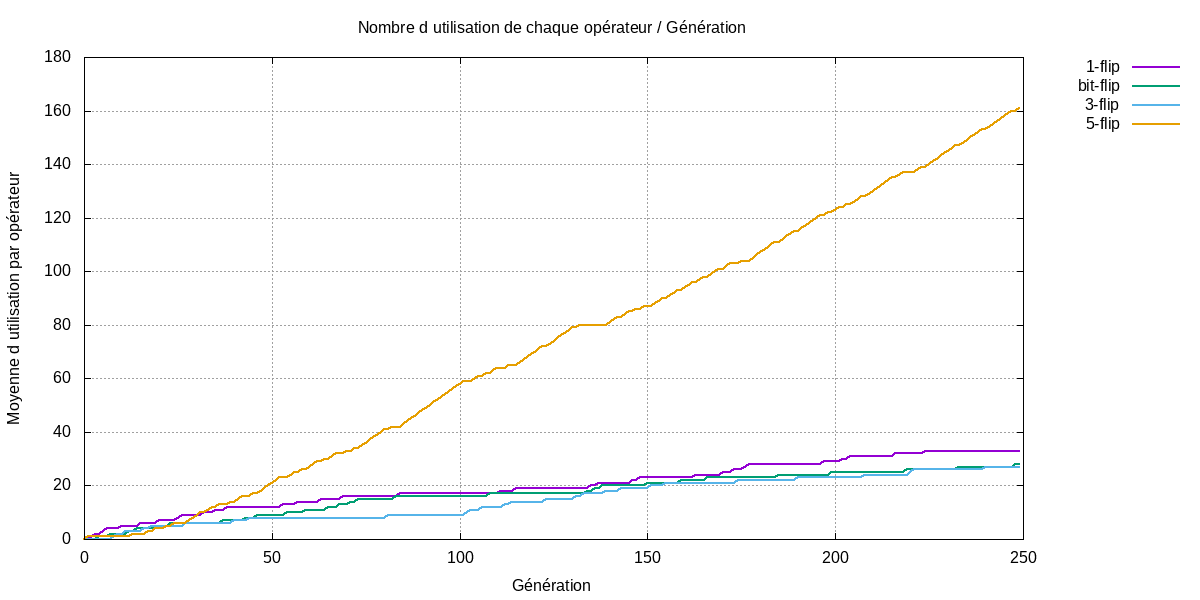 Nombre d utilisation de chaque opérateur / Génération
180
160
140
120
100
80
60
40
20
0
0 50 100 150 200 250
Moyenne d utilisation par opérateur
Génération
1-flip
bit-flip
3-flip
5-flip